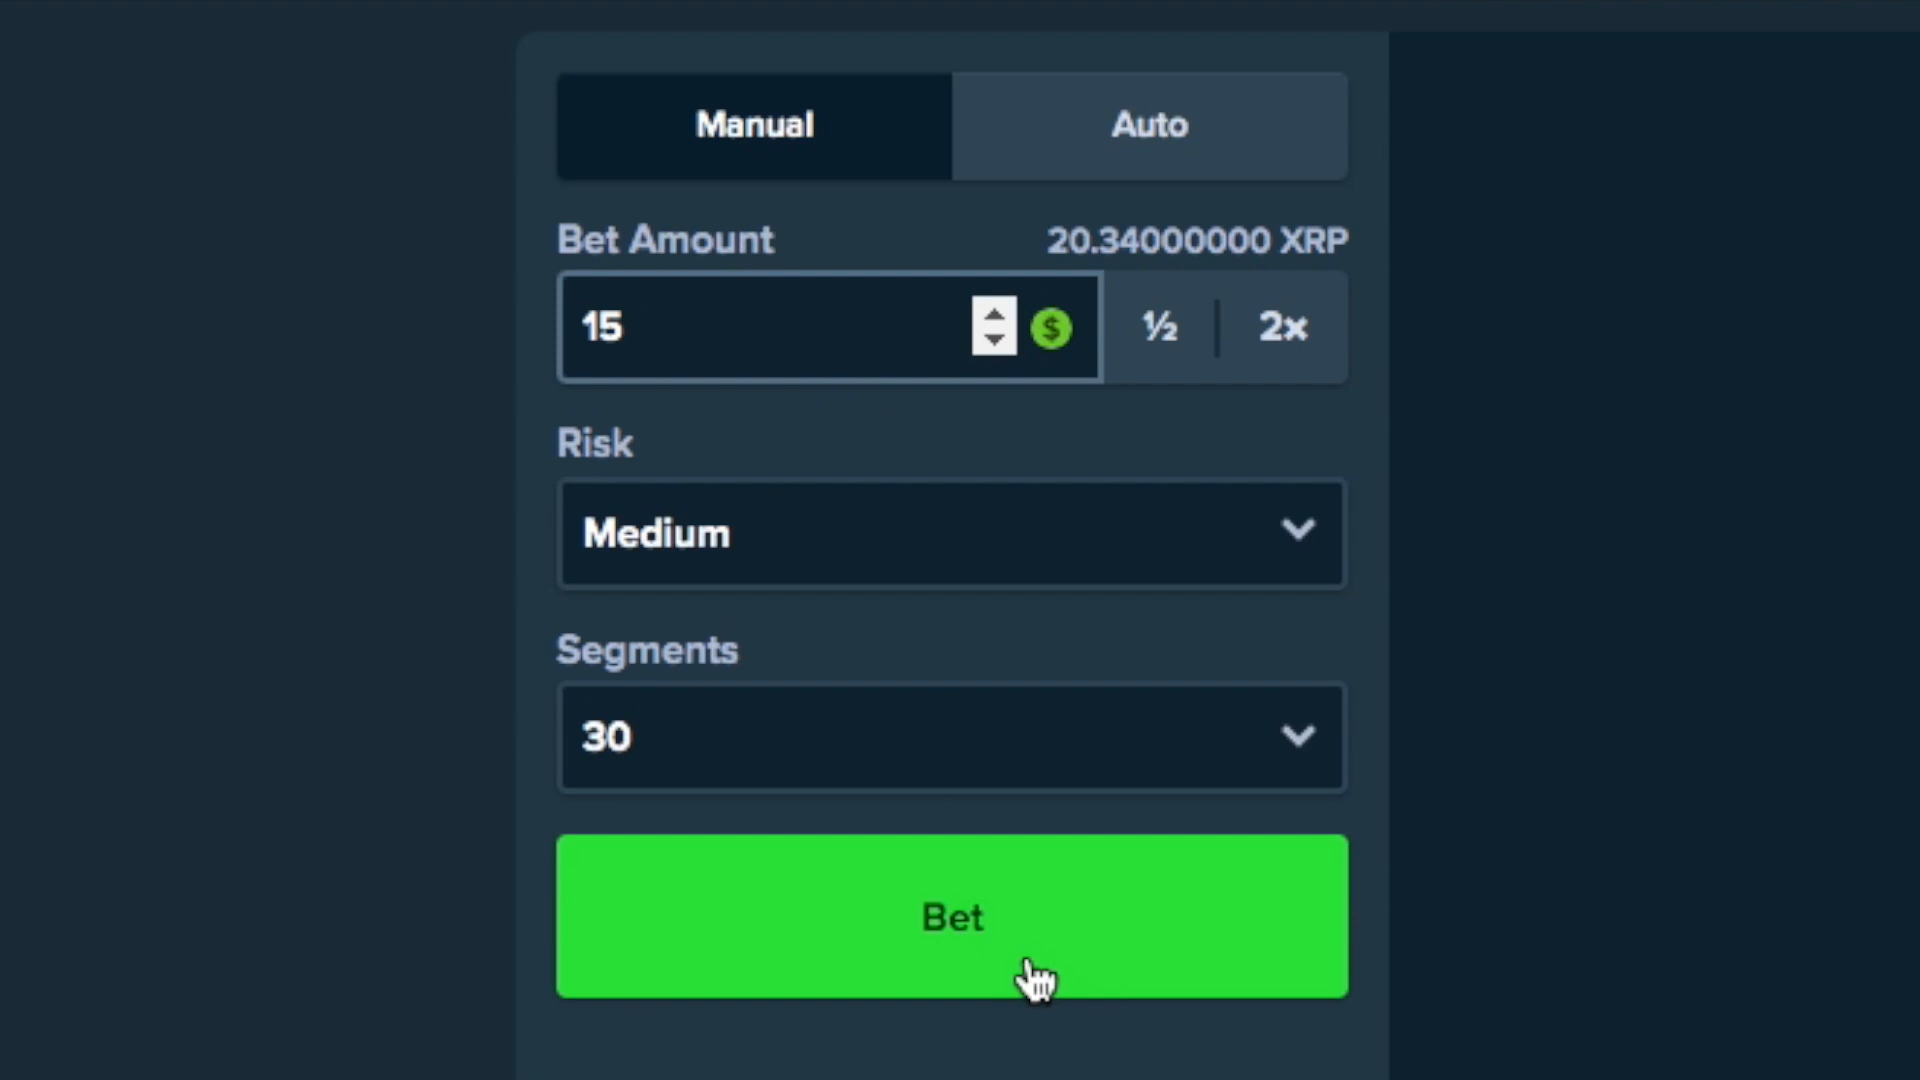 Manual Auto
Bet Amount 20.34000000 XRP
15 $ ½ 2x
Risk
Medium
Segments
30
Bet